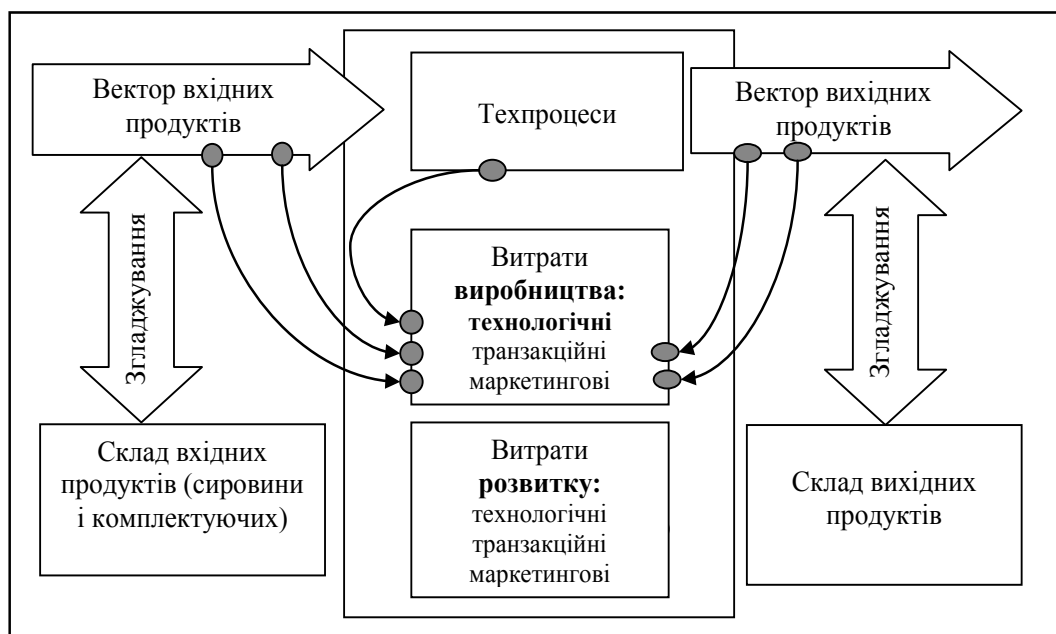 Вектор вхідних
продуктів
Техпроцеси
Вектор вихідних
продуктів
Згладжування
Витрати
виробництва:
технологічні
транзакційні
маркетингові
Згладжування
Склад вхідних
продуктів (сировини
і комплектуючих)
Витрати
розвитку:
технологічні
транзакційні
маркетингові
Склад вихідних
продуктів